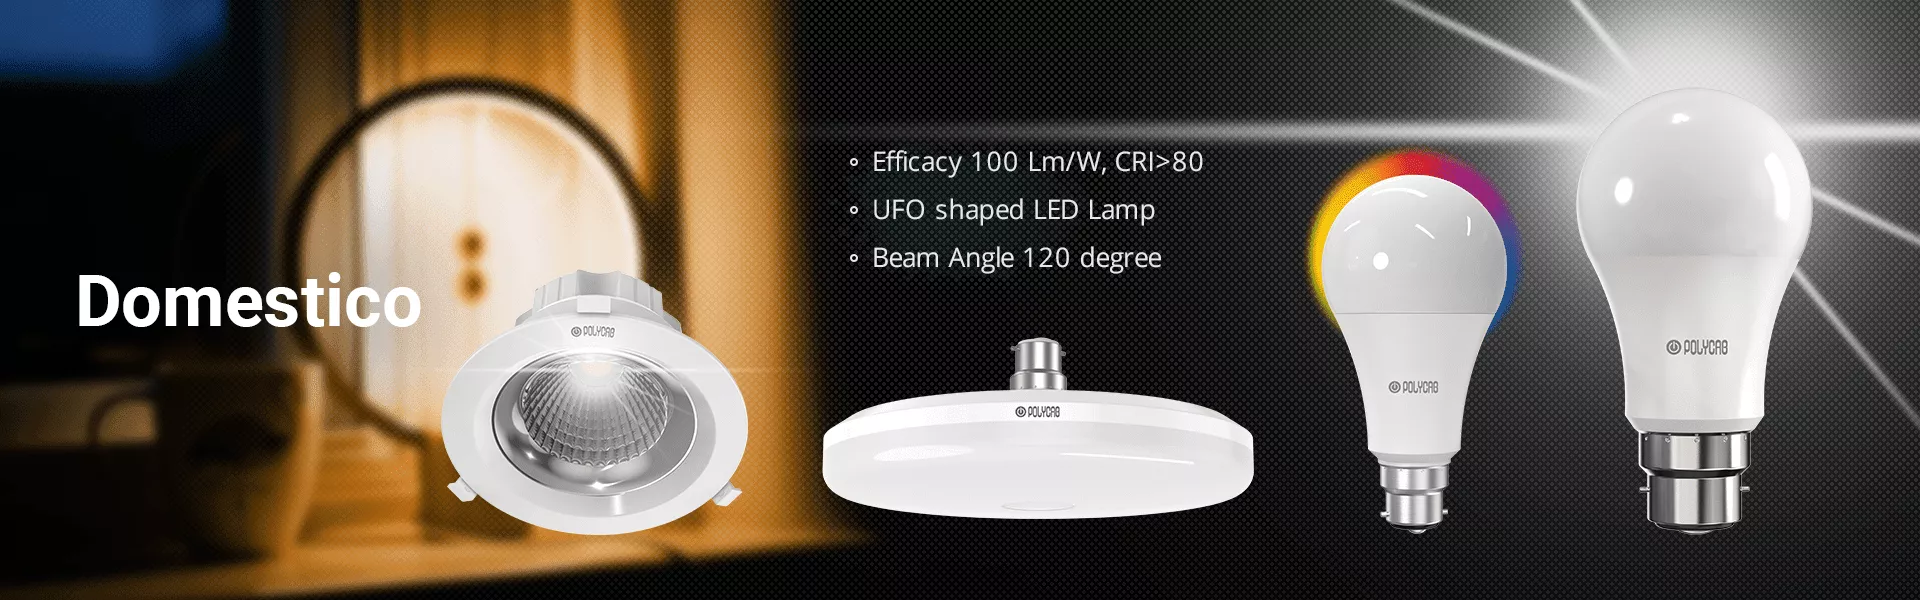 Domestico
Efficacy 100 Lm/W, CRI>80
UFO shaped LED Lamp
Beam Angle 120 degree
POLYCAB
POLYCAB
POLYCAB
POLYCAB